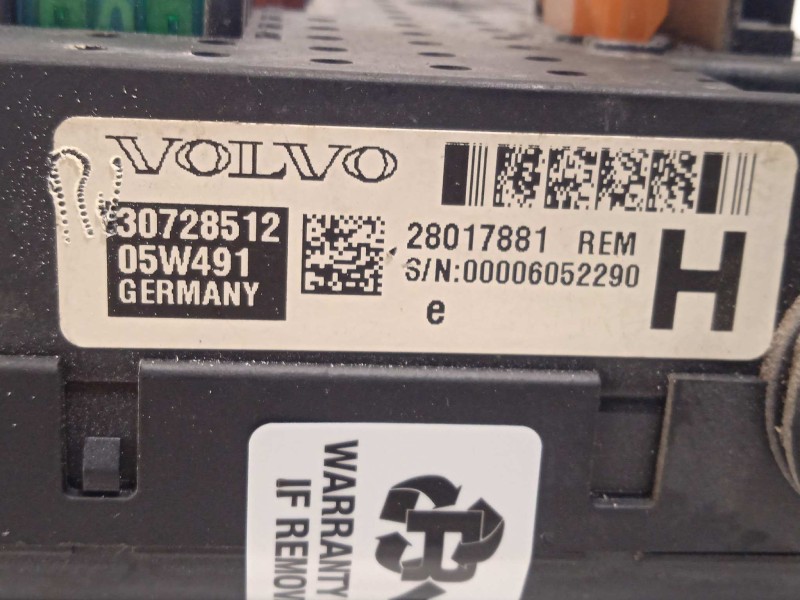 VOLVO
30728512
05W491
GERMANY
28017881 REM
S/N:00006052290
e
H
WARRANTY
IF REMOV